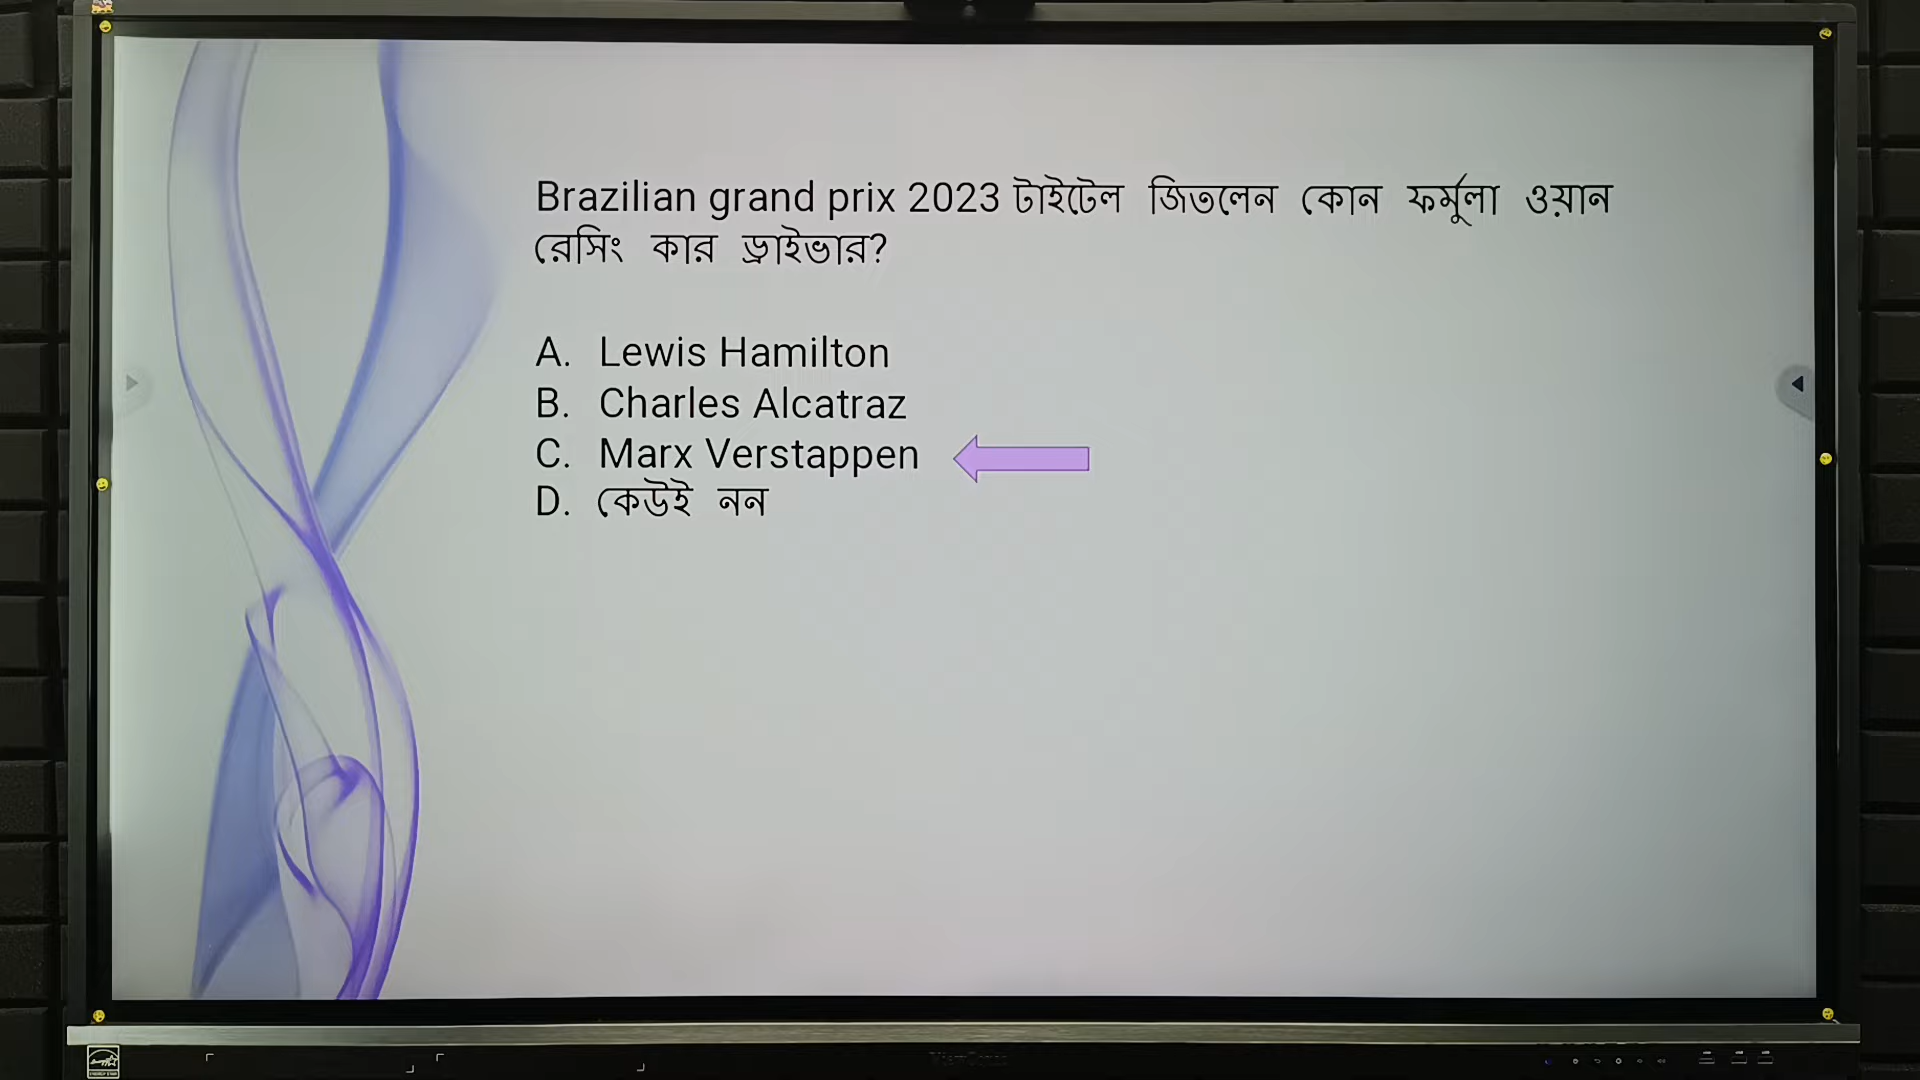 Brazilian grand prix 2023 টাইটেল জিতলেন কোন ফর্মুলা ওয়ান
রেসিং কার ড্রাইভার?
A. Lewis Hamilton
B. Charles Alcatraz
C. Marx Verstappen
D. কেউই নন